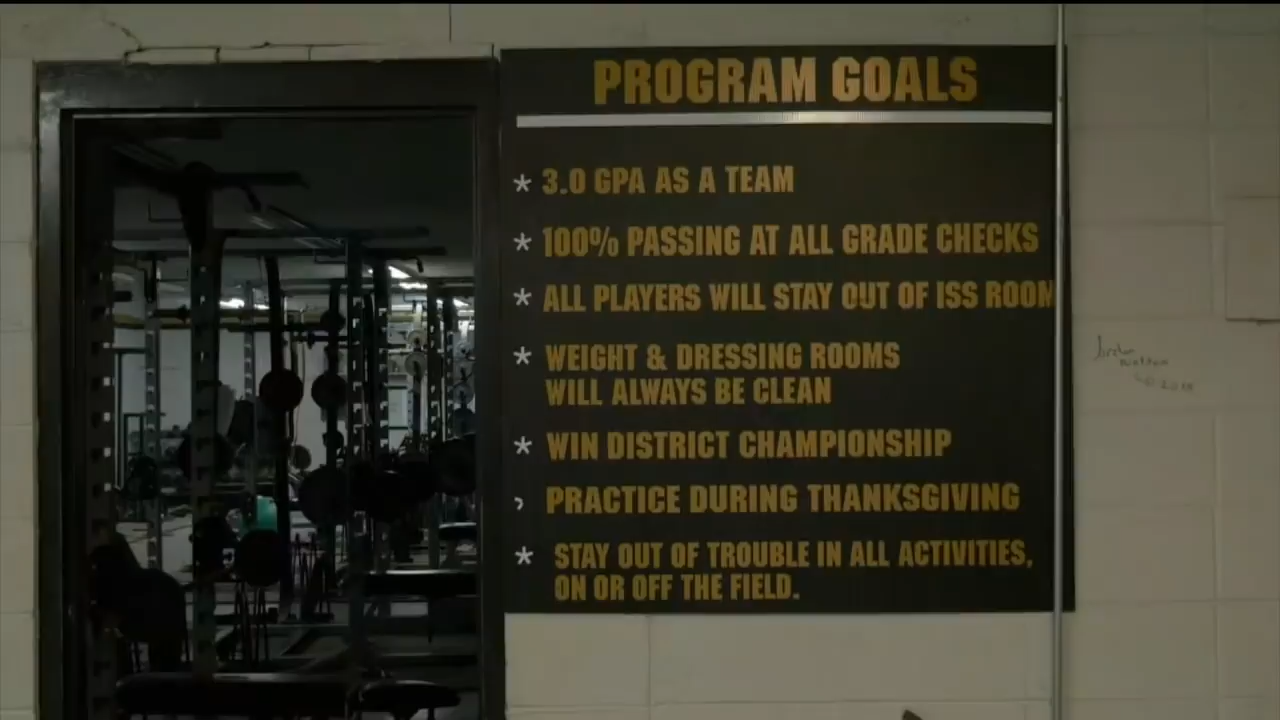 PROGRAM GOALS
* 3.0 GPA AS A TEAM
* 100% PASSING AT ALL GRADE CHECKS
* ALL PLAYERS WILL STAY OUT OF ISS ROOM
* WEIGHT & DRESSING ROOMS
WILL ALWAYS BE CLEAN
* WIN DISTRICT CHAMPIONSHIP
PRACTICE DURING THANKSGIVING
* STAY OUT OF TROUBLE IN ALL ACTIVITIES,
ON OR OFF THE FIELD.